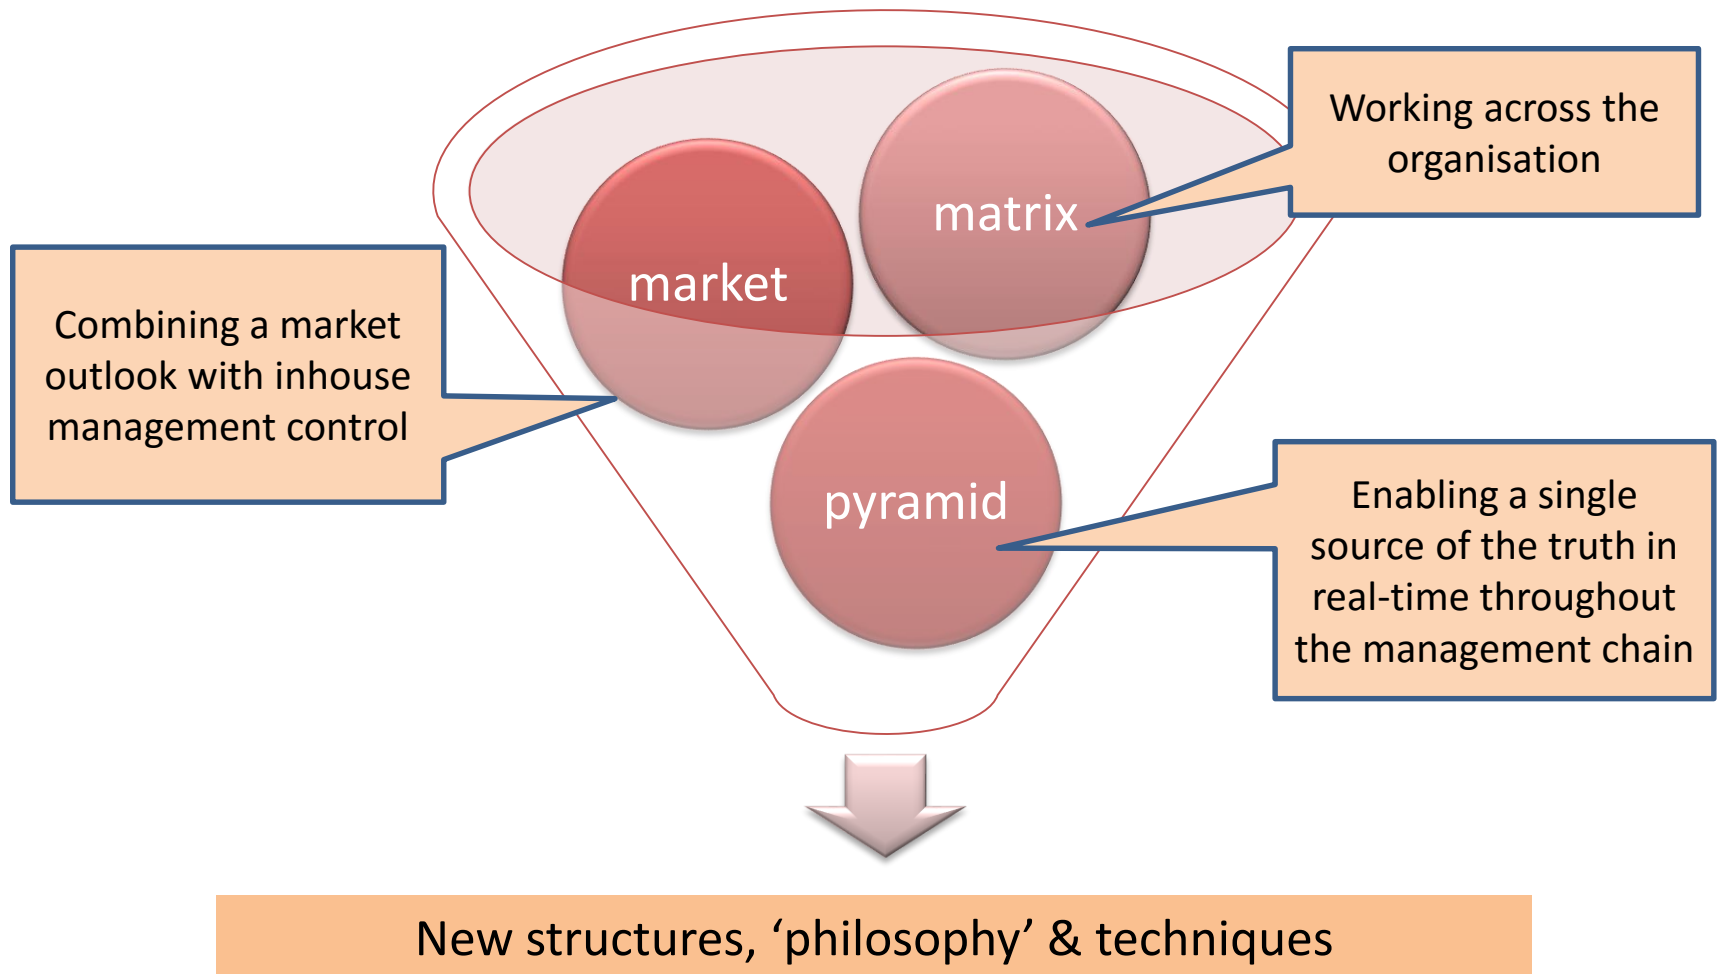 Working across the
organisation
matrix
market
Combining a market
outlook with inhouse
management control
pyramid
Enabling a single
source of the truth in
real-time throughout
the management chain
New structures, ‘philosophy’ & techniques